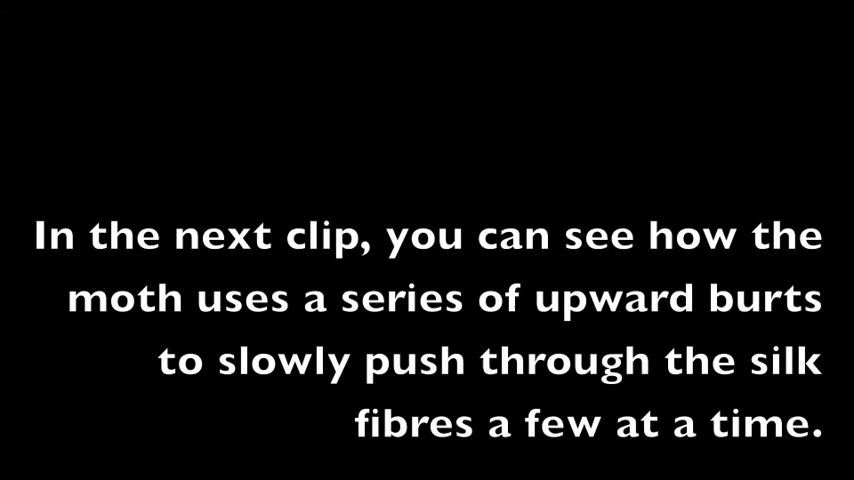 In the next clip, you can see how the
moth uses a series of upward burts
to slowly push through the silk
fibres a few at a time.